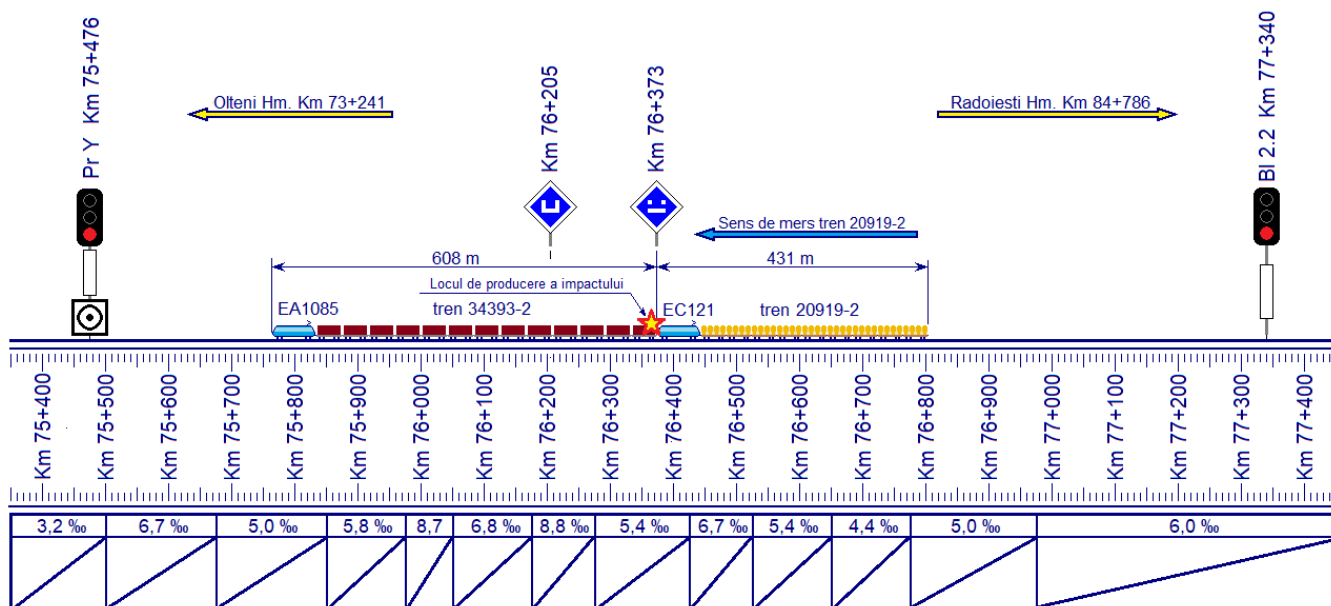 Pr Y Km 75+476
Olteni Hm. Km 73+241
Km 76+205
Km 76+373
Radoiesti Hm. Km 84+786
Bl 2.2 Km 77+340
Sens de mers tren 20919-2
608 m
431 m
Locul de producere a impactului
EA1085
tren 34393-2
EC121
tren 20919-2
Km 75+400
Km 75+500
Km 75+600
Km 75+700
Km 75+800
Km 75+900
Km 76+000
Km 76+100
Km 76+200
Km 76+300
Km 76+400
Km 76+500
Km 76+600
Km 76+700
Km 76+800
Km 76+900
Km 77+000
Km 77+100
Km 77+200
Km 77+300
Km 77+400
3,2 ‰ 6,7 ‰ 5,0 ‰ 5,8 ‰ 8,7 6,8 ‰ 8,8 ‰ 5,4 ‰ 6,7 ‰ 5,4 ‰ 4,4 ‰ 5,0 ‰ 6,0 ‰